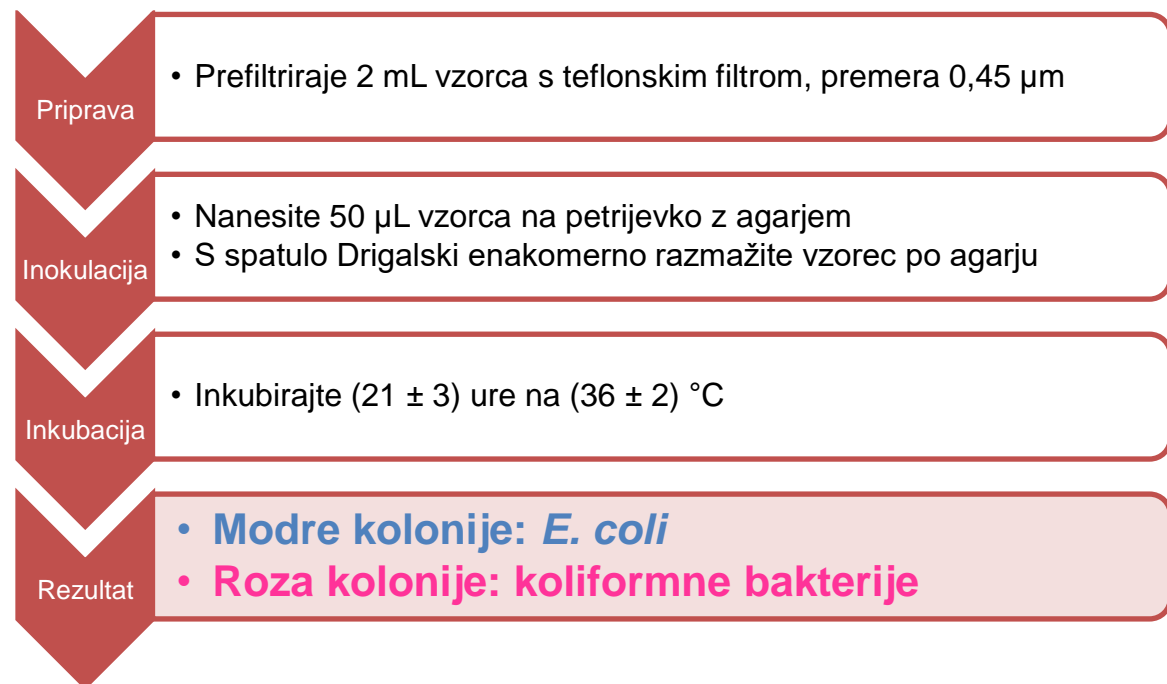 Priprava
• Prefiltriraje 2 mL vzorca s teflonskim filtrom, premera 0,45 µm
Inokulacija
• Nanesite 50 µL vzorca na petrijevko z agarjem
• S spatulo Drigalski enakomerno razmažite vzorec po agarju
Inkubacija
• Inkubirajte (21 ± 3) ure na (36 ± 2) °C
Rezultat
• Modre kolonije: E. coli
• Roza kolonije: koliformne bakterije